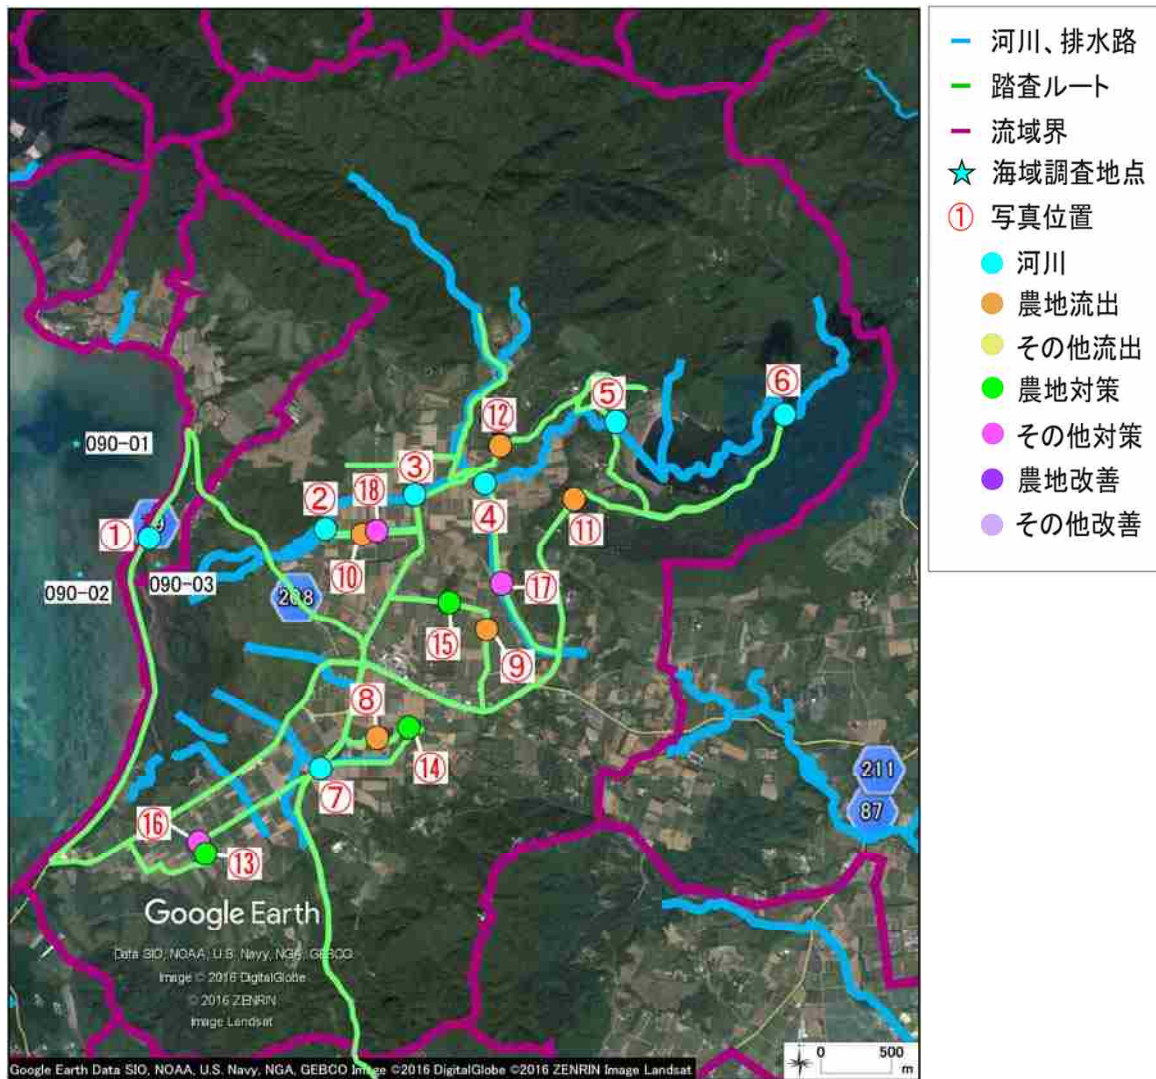 河川、排水路
踏査ルート
流域界
海域調査地点
① 写真位置
河川
農地流出
その他流出
農地対策
その他対策
農地改善
その他改善
⑥
⑤
⑫
090-01
③
②
⑱
④
⑪
①
⑩
090-03
090-02
208
⑰
⑮
⑨
⑧
⑭
⑦
211
87
⑯
⑬
Google Earth
Data SIO, NOAA, U.S. Navy, NGA, GEBCO
Image © 2016 DigitalGlobe
© 2016 ZENRIN
Image Landsat
0 500
m
Google Earth Data SIO, NOAA, U.S. Navy, NGA, GEBCO Image ©2016 DigitalGlobe ©2016 ZENRIN Image Landsat